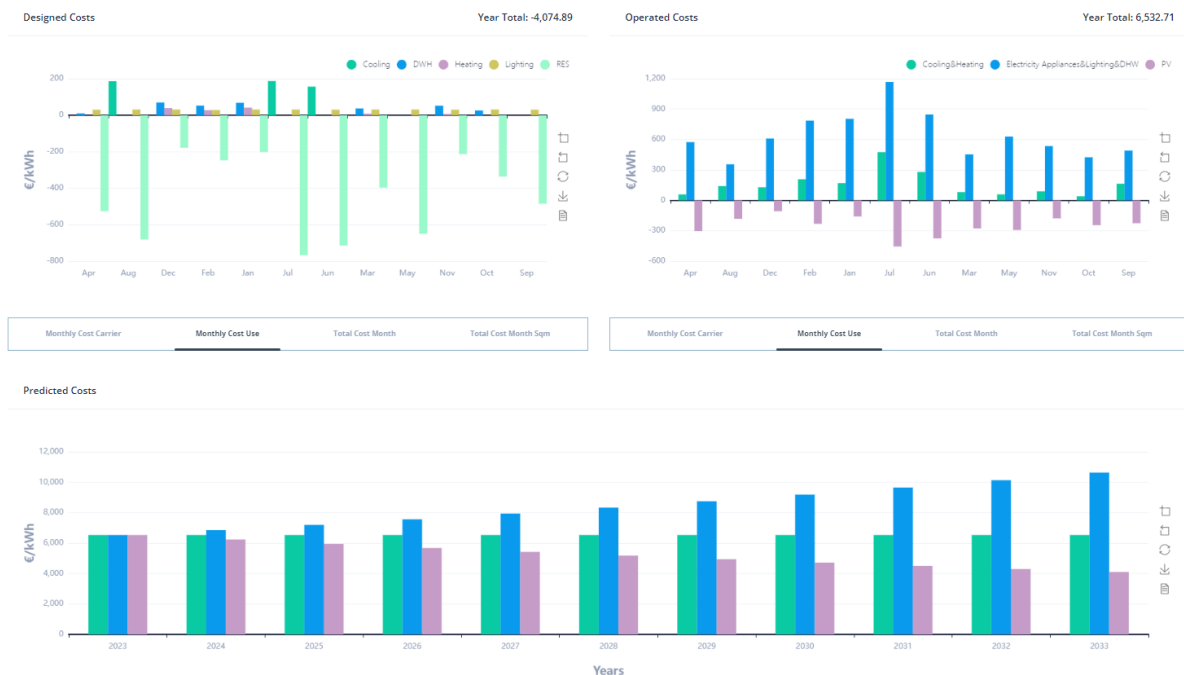 Designed Costs
Year Total: -4,074.89
Cooling DWH Heating Lighting RES
200
0
-200
-400
-600
-800
€/kWh
Apr Aug Dec Feb Jan Jul Jun Mar May Nov Oct Sep
Monthly Cost Carrier Monthly Cost Use Total Cost Month Total Cost Month Sqm
Operated Costs
Year Total: 6,532.71
Cooling&Heating Electricity Appliances&Lighting&DHW PV
1,200
900
600
300
0
-300
-600
€/kWh
Apr Aug Dec Feb Jan Jul Jun Mar May Nov Oct Sep
Monthly Cost Carrier Monthly Cost Use Total Cost Month Total Cost Month Sqm
Predicted Costs
12,000
10,000
8,000
6,000
4,000
2,000
0
€/kWh
2023 2024 2025 2026 2027 2028 2029 2030 2031 2032 2033
Years